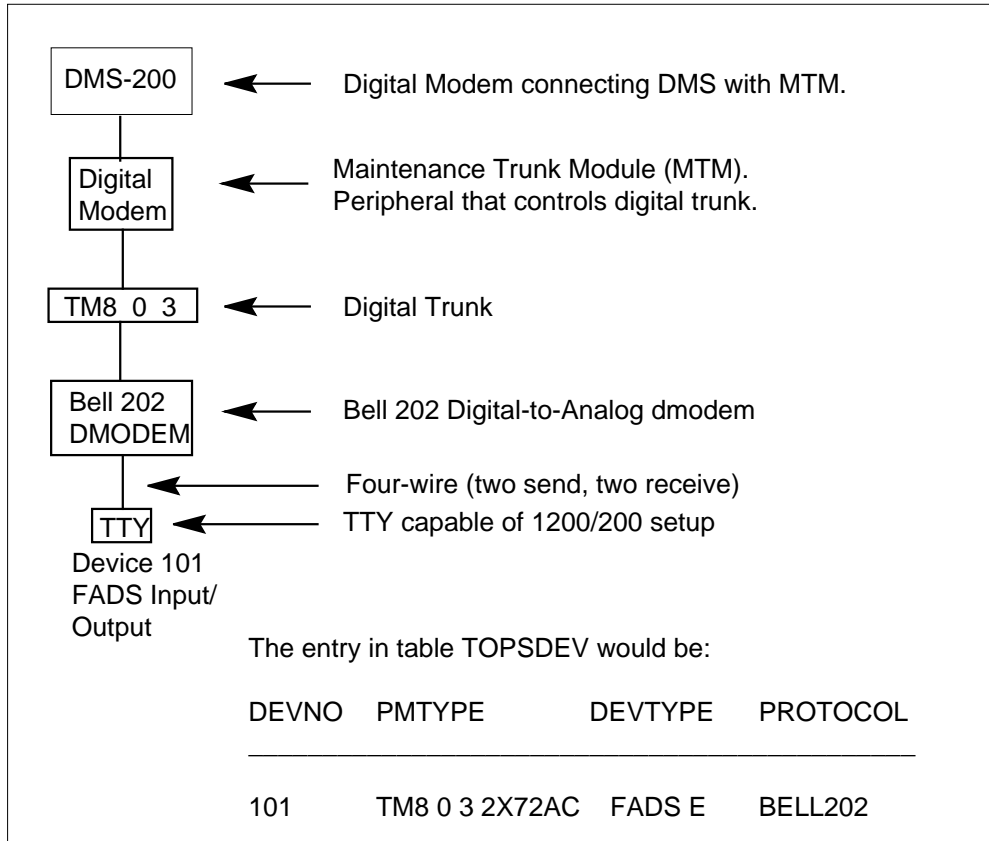 DMS-200
Digital Modem connecting DMS with MTM.
Digital
Modem
Maintenance Trunk Module (MTM).
Peripheral that controls digital trunk.
TM8 0 3
Digital Trunk
Bell 202
DMODEM
Bell 202 Digital-to-Analog dmodem
Four-wire (two send, two receive)
TTY
TTY capable of 1200/200 setup
Device 101
FADS Input/
Output
The entry in table TOPSDEV would be:
DEVNO PMTYPE DEVTYPE PROTOCOL
101 TM8 0 3 2X72AC FADS E BELL202